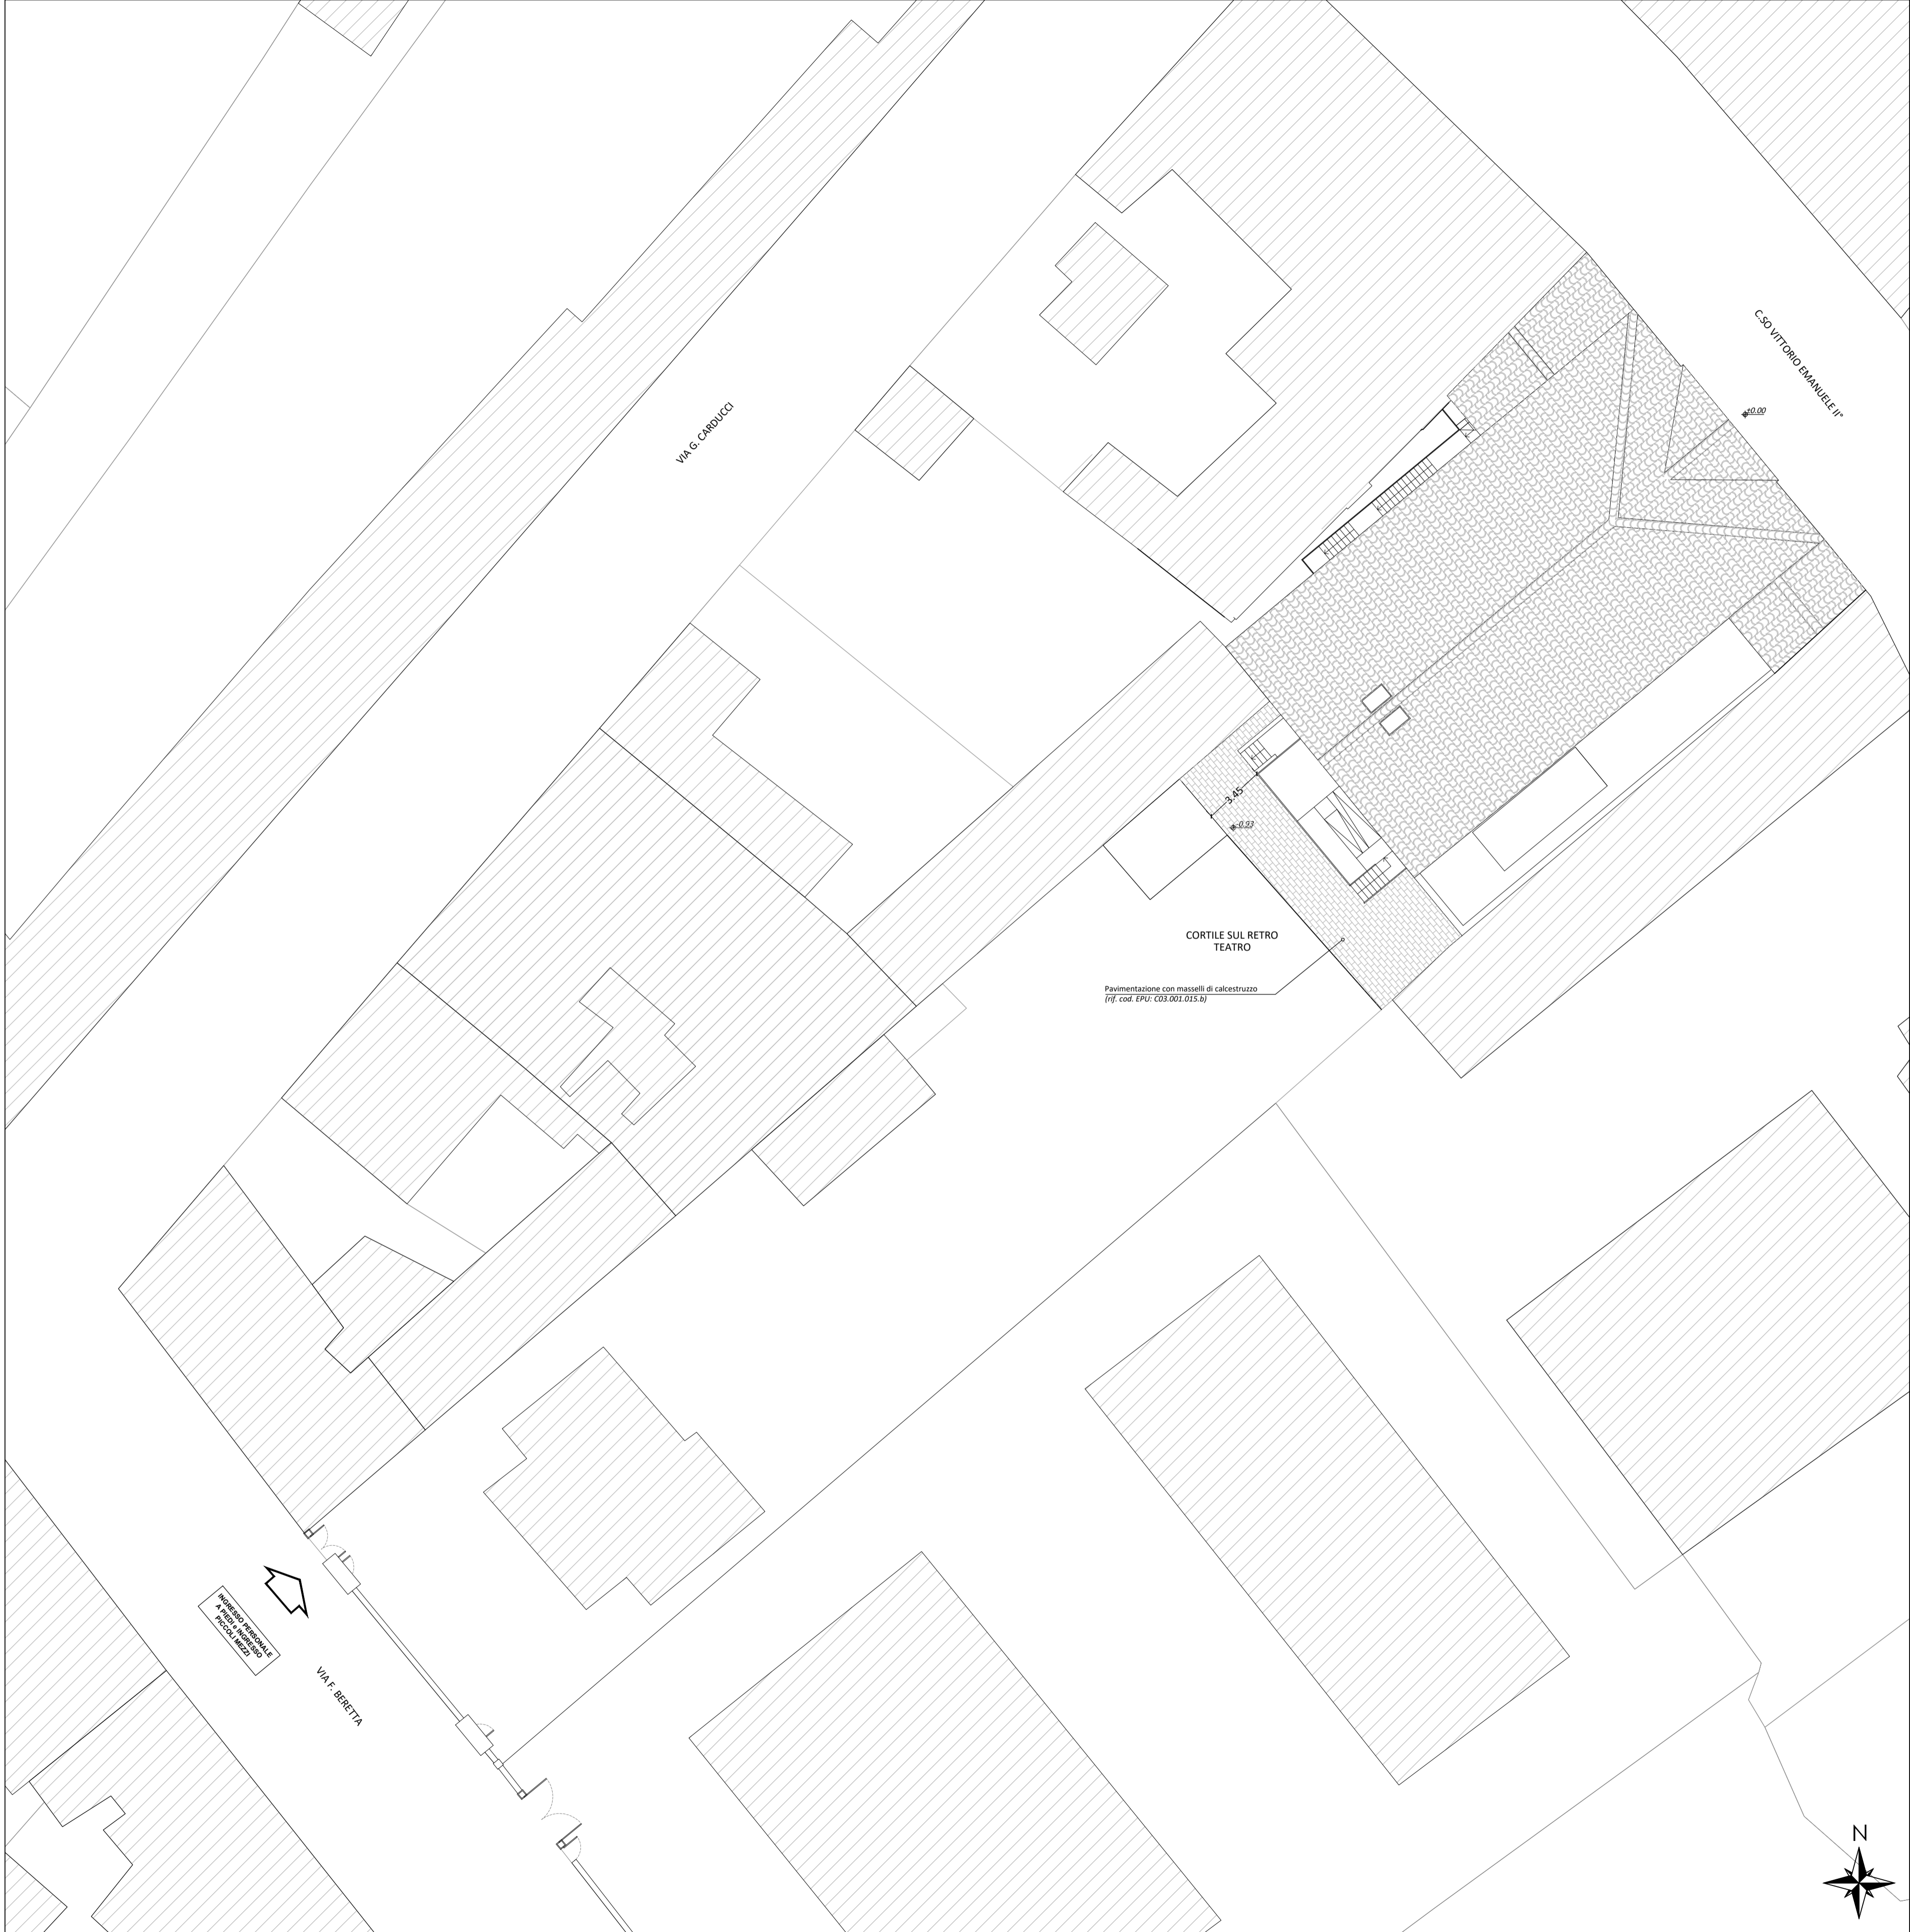 C.SO VITTORIO EMANUELE II°
±0.00
VIA G. CARDUCCI
3.45
-0.93
CORTILE SUL RETRO
TEATRO
Pavimentazione con masselli di calcestruzzo
(rif. cod. EPU: C03.001.015.b)
INGRESSO PERSONALE
A PIEDI e INGRESSO
PICCOLI MEZZI
VIA F. BERETTA
N